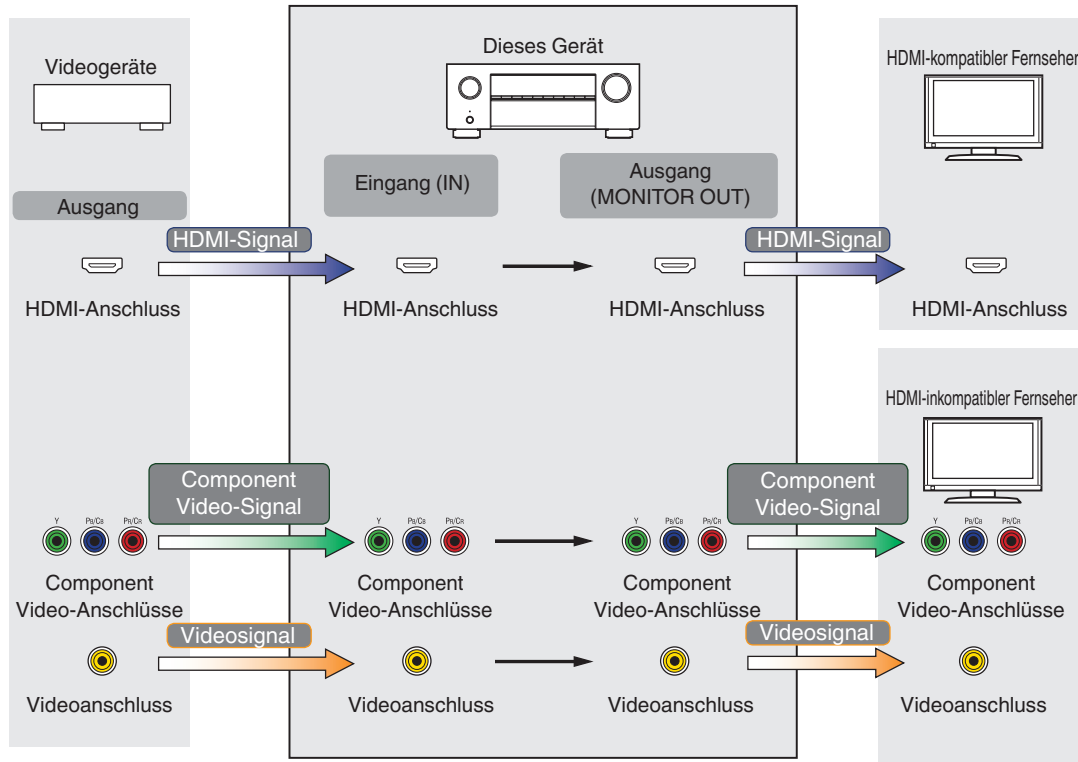 Videogeräte
Dieses Gerät
HDMI-kompatibler Fernseher
Ausgang
Eingang (IN)
Ausgang
(MONITOR OUT)
HDMI-Signal
HDMI-Signal
HDMI-Anschluss
HDMI-Anschluss
HDMI-Anschluss
HDMI-Anschluss
HDMI-inkompatibler Fernseher
Component
Video-Signal
Component
Video-Signal
Y PB/CB PR/CR
Y PB/CB PR/CR
Y PB/CB PR/CR
Y PB/CB PR/CR
Component
Video-Anschlüsse
Component
Video-Anschlüsse
Component
Video-Anschlüsse
Component
Video-Anschlüsse
Videosignal
Videosignal
Videoanschluss
Videoanschluss
Videoanschluss
Videoanschluss